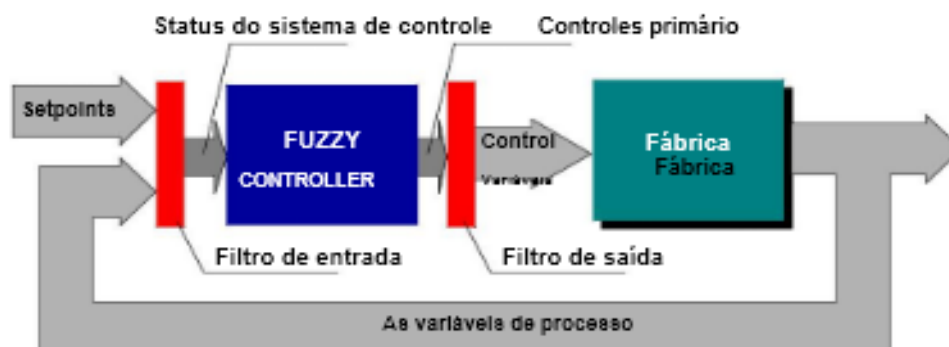 Status do sistema de controle
Controles primário
Setpoints
FUZZY
CONTROLLER
Control
Variáveis
Fábrica
Fábrica
Filtro de entrada
Filtro de saída
As variáveis de processo